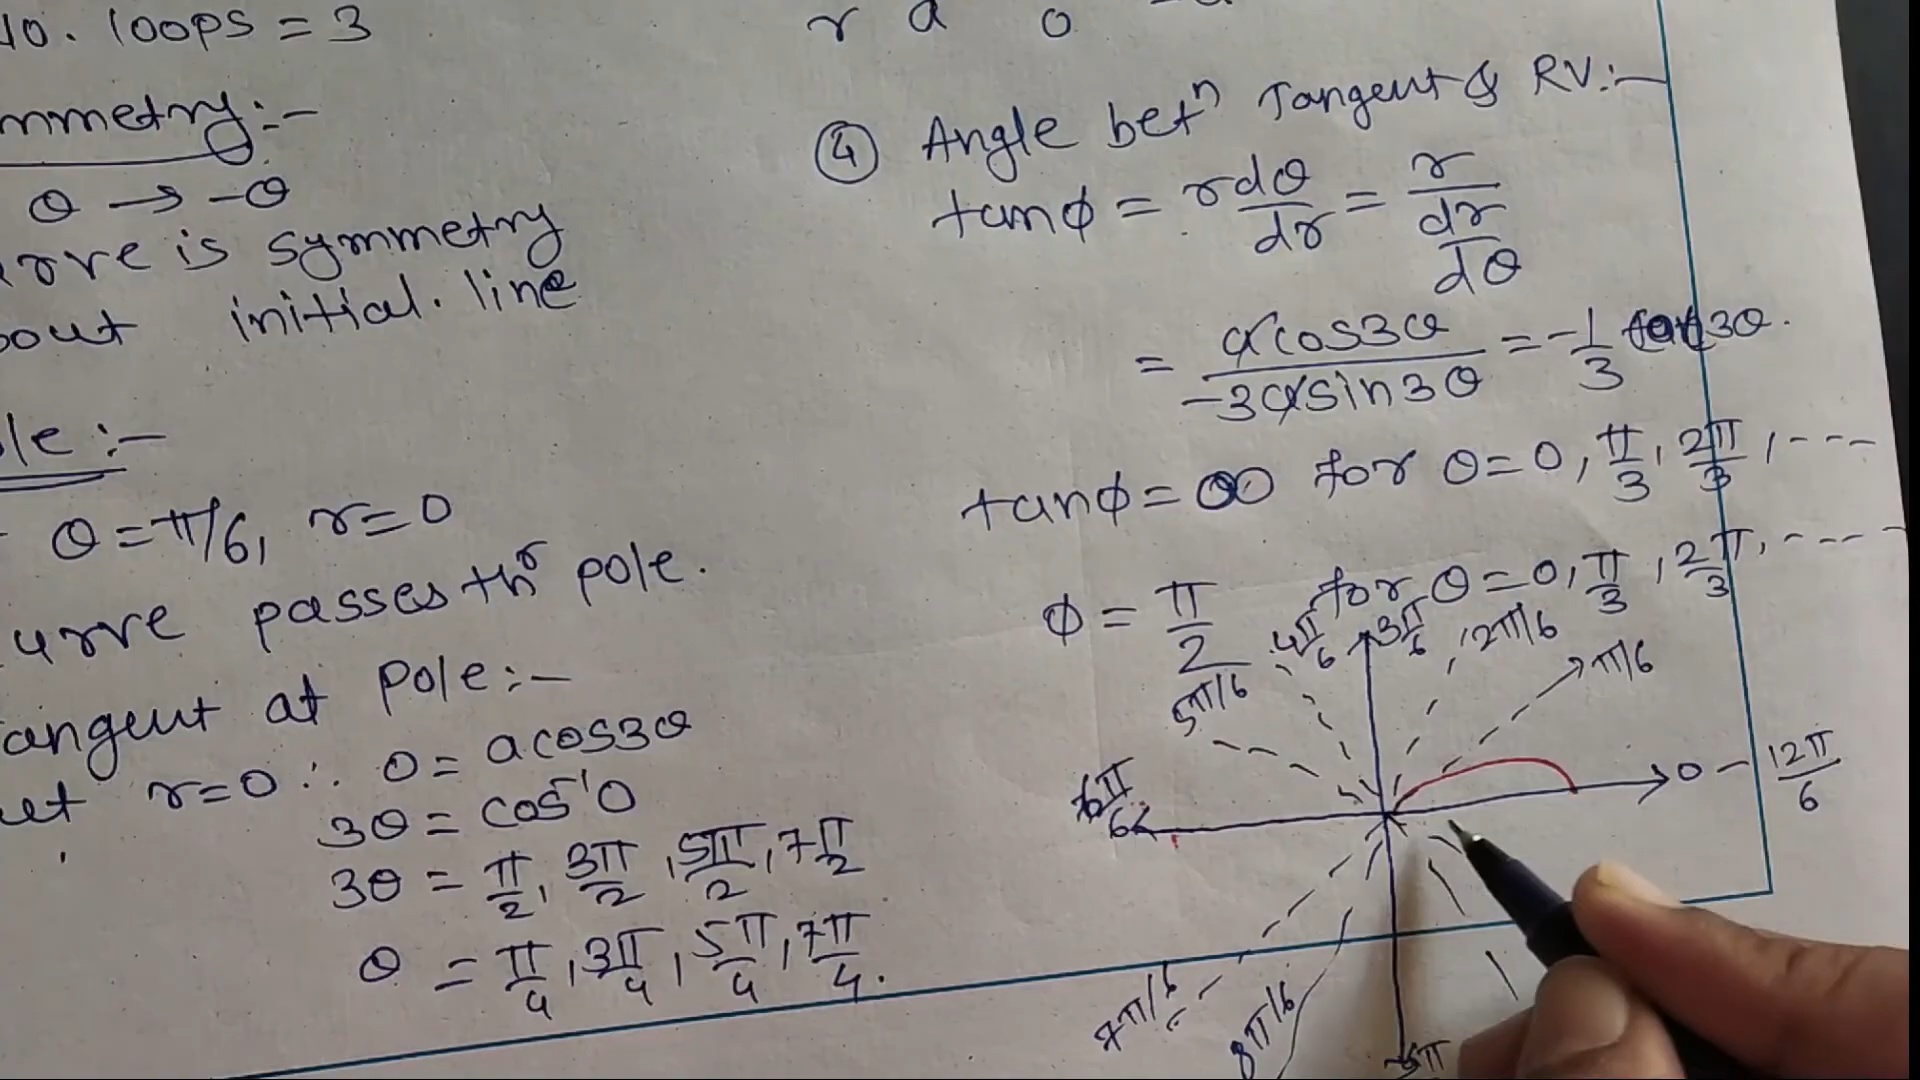 10. loops = 3
mmetry:-
θ → -θ
urve is symmetry
bout initial. line
le:-
θ = π/6, r = 0
urve passes thr pole.
angent at pole:-
et r=0 ∴ 0 = a cos3θ
3θ = cos⁻¹0
3θ = π/2, 3π/2, 5π/2, 7π/2
θ = π/4, 3π/4, 5π/4, 7π/4.
r a 0
④ Angle betⁿ Tangent & RV:-
tanφ = r dθ/dr = r/(dr/dθ)
= a cos3θ/-3a sin3θ = -1/3 cot3θ.
tanφ = ∞ for θ = 0, π/3, 2π/3, ---
φ = π/2 for θ = 0, π/3, 2π/3, ----
4π/6 3π/6 2π/6
5π/6 π/6
6π/6 0 - 12π/6
7π/6 8π/6